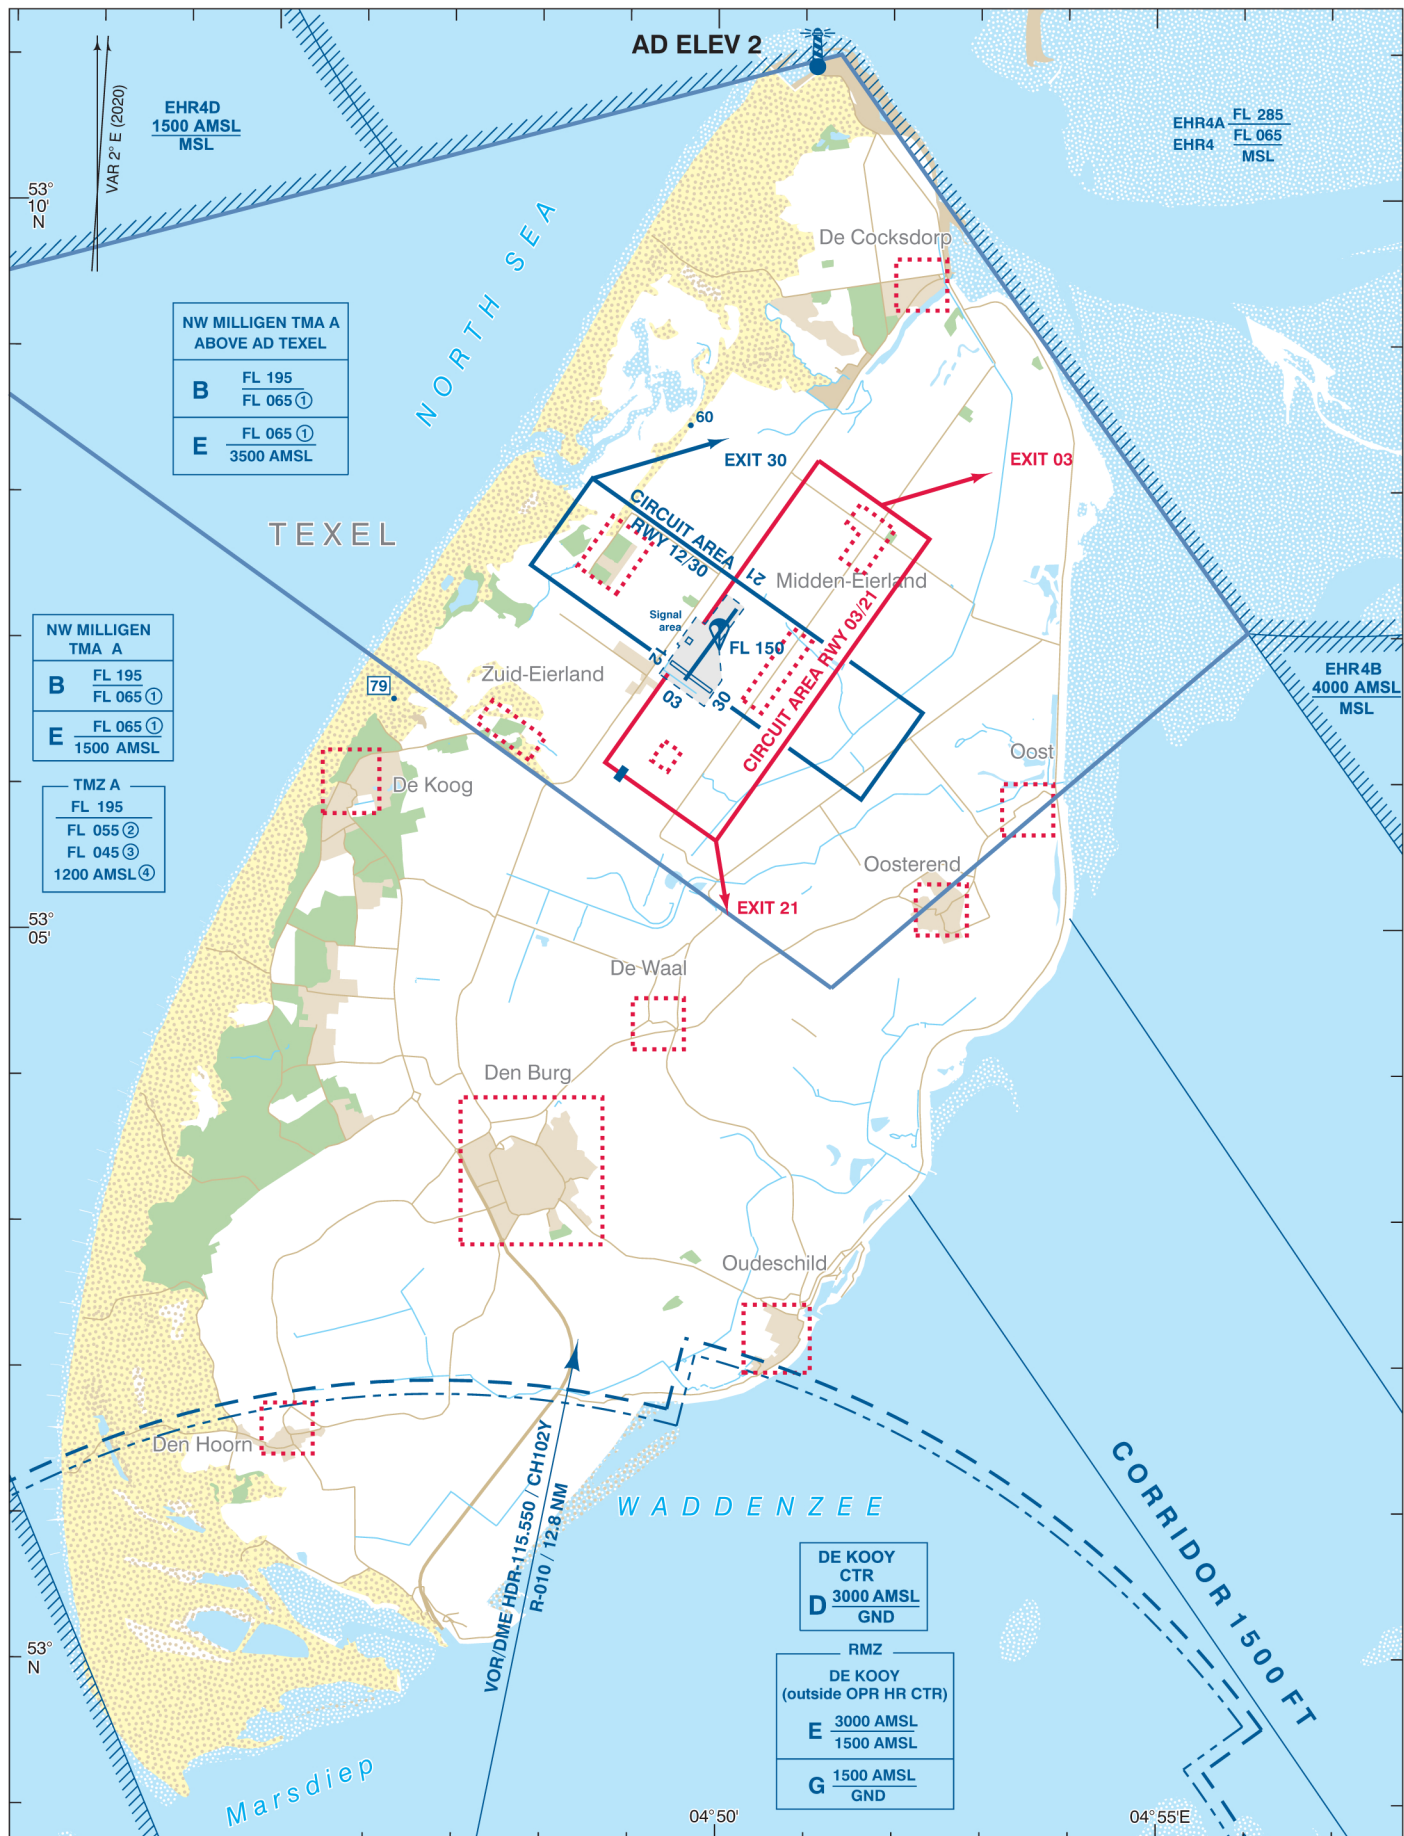 AD ELEV 2
VAR 2° E (2020)
EHR4D
1500 AMSL
MSL
EHR4A FL 285
EHR4 FL 065
MSL
53°
10'
N
NORTH SEA
De Cocksdorp
NW MILLIGEN TMA A
ABOVE AD TEXEL
B FL 195
FL 065 ①
E FL 065 ①
3500 AMSL
60
EXIT 30
EXIT 03
TEXEL
CIRCUIT AREA
RWY 12/30
21
Midden-Eierland
Signal
area
FL 150
12
03
30
CIRCUIT AREA RWY 03/21
NW MILLIGEN
TMA A
B FL 195
FL 065 ①
E FL 065 ①
1500 AMSL
79
Zuid-Eierland
EHR4B
4000 AMSL
MSL
TMZ A
FL 195
FL 055 ②
FL 045 ③
1200 AMSL ④
De Koog
Oost
Oosterend
EXIT 21
53°
05'
De Waal
Den Burg
Oudeschild
Den Hoorn
VOR/DME HDR-115.550 / CH102Y
R-010 / 12.8 NM
WADDENZEE
CORRIDOR 1500 FT
DE KOOY
CTR
D 3000 AMSL
GND
RMZ
DE KOOY
(outside OPR HR CTR)
E 3000 AMSL
1500 AMSL
G 1500 AMSL
GND
53°
N
Marsdiep
04°50'
04°55'E